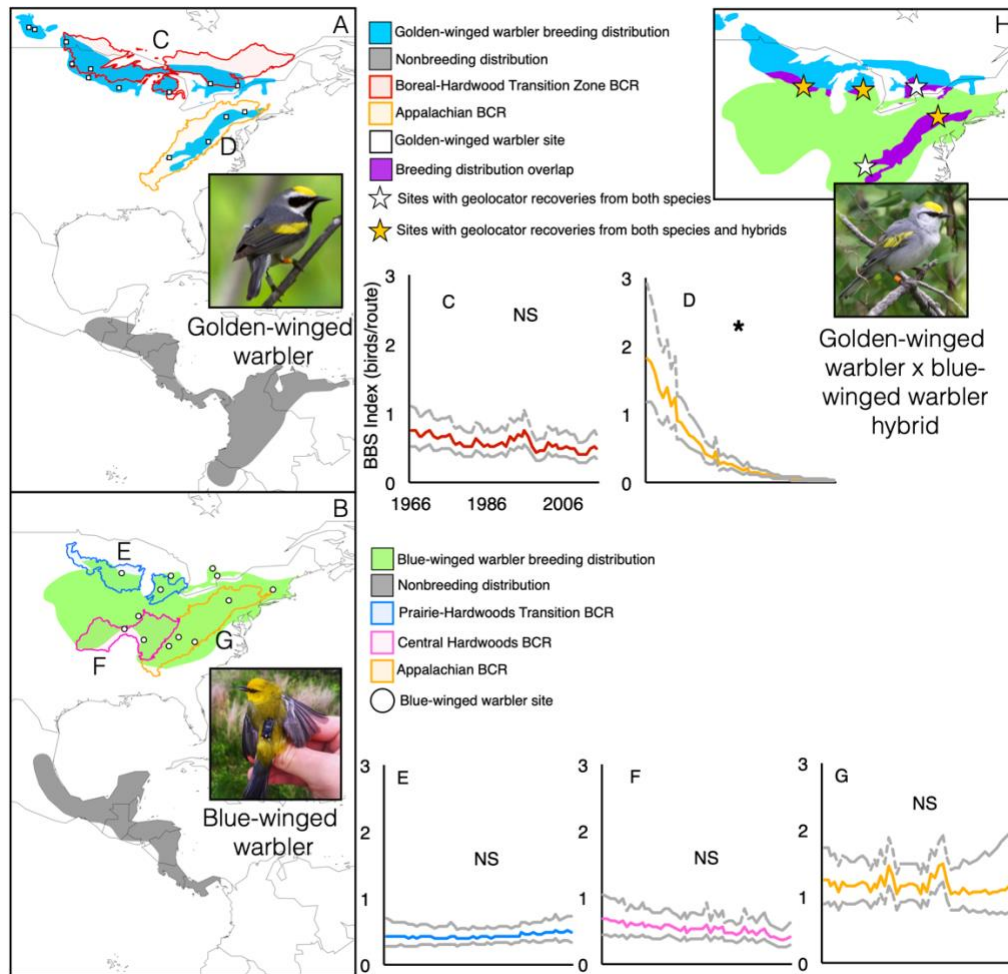 A
C
D
Golden-winged
warbler
Golden-winged warbler breeding distribution
Nonbreeding distribution
Boreal-Hardwood Transition Zone BCR
Appalachian BCR
Golden-winged warbler site
Breeding distribution overlap
Sites with geolocator recoveries from both species
Sites with geolocator recoveries from both species and hybrids
H
Golden-winged
warbler x blue-
winged warbler
hybrid
BBS Index (birds/route)
3
2
1
0
C
NS
1966
1986
2006
3
2
1
0
D
*
B
E
F
G
Blue-winged
warbler
Blue-winged warbler breeding distribution
Nonbreeding distribution
Prairie-Hardwoods Transition BCR
Central Hardwoods BCR
Appalachian BCR
Blue-winged warbler site
3
2
1
0
E
NS
3
2
1
0
F
NS
3
2
1
0
G
NS